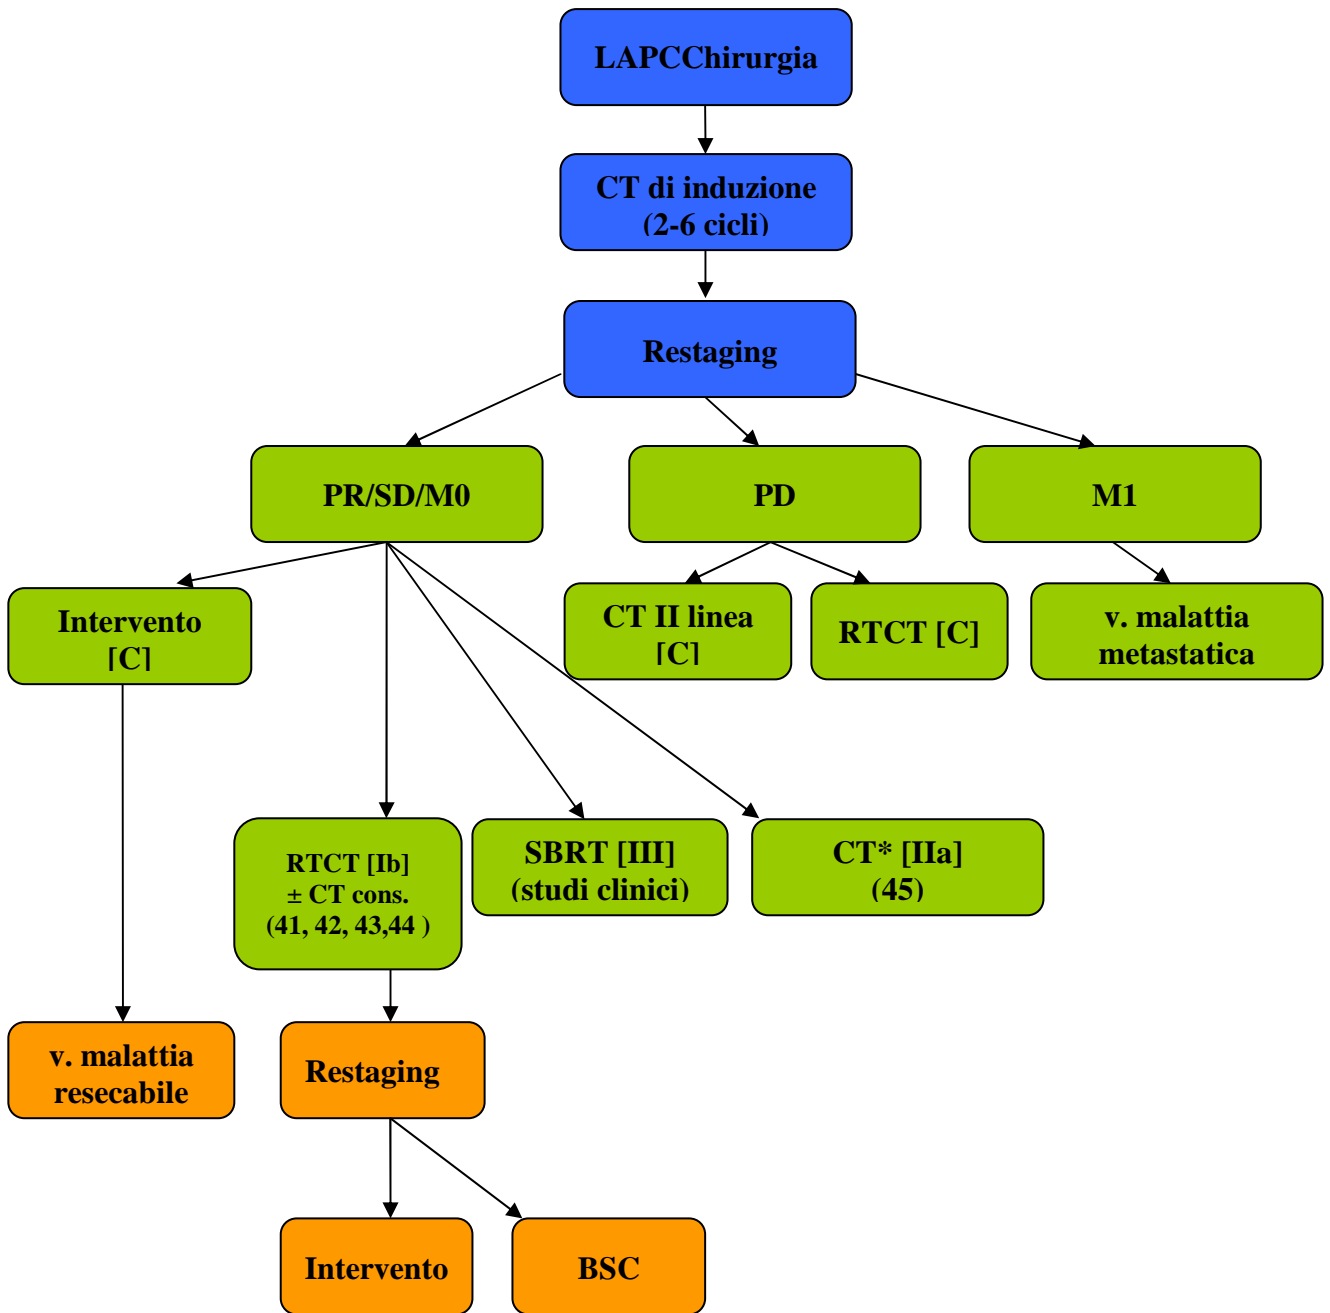 LAPCChirurgia
CT di induzione
(2-6 cicli)
Restaging
PR/SD/M0
PD
M1
Intervento
[C]
CT II linea
[C]
RTCT [C]
v. malattia
metastatica
RTCT [Ib]
± CT cons.
(41, 42, 43,44 )
SBRT [III]
(studi clinici)
CT* [IIa]
(45)
v. malattia
resecabile
Restaging
Intervento
BSC